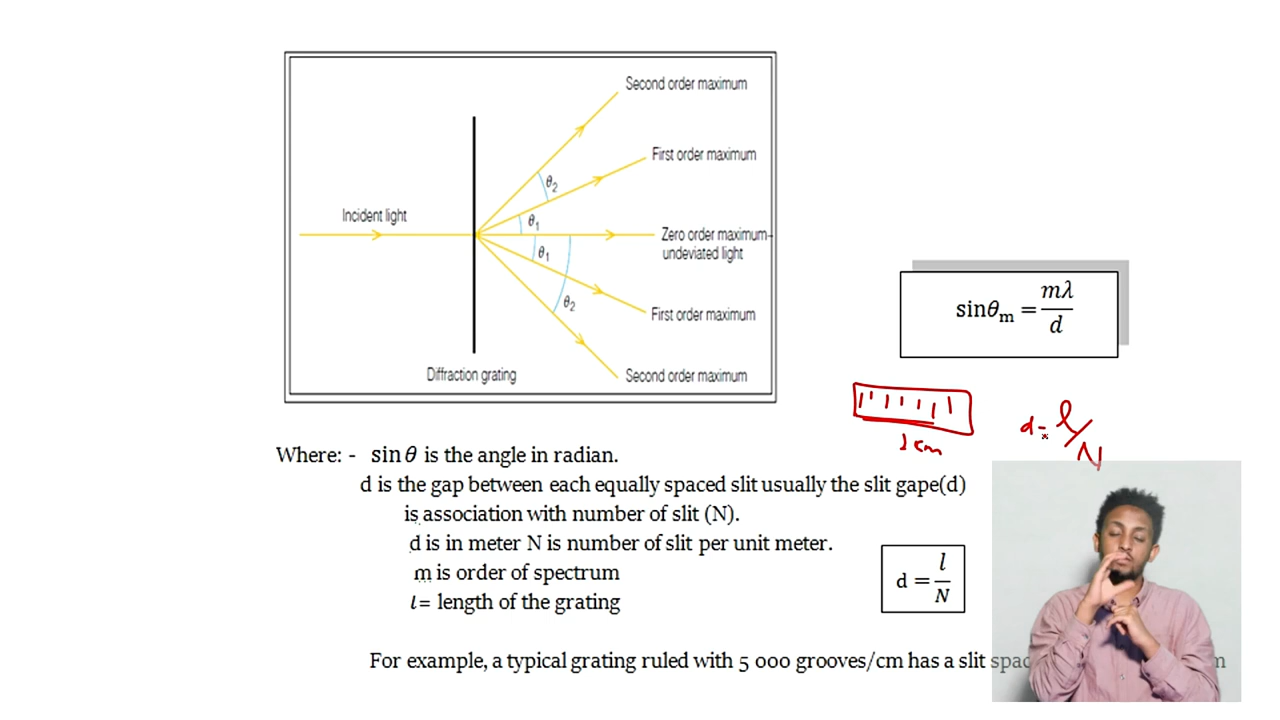 Second order maximum
First order maximum
θ2
Incident light
θ1
Zero order maximum-
undeviated light
θ1
θ2
First order maximum
Diffraction grating
Second order maximum
sinθm = mλ/d
1 cm
d = l/N
Where: - sin θ is the angle in radian.
d is the gap between each equally spaced slit usually the slit gape(d)
is association with number of slit (N).
d is in meter N is number of slit per unit meter.
m is order of spectrum
l= length of the grating
d = l/N
For example, a typical grating ruled with 5 000 grooves/cm has a slit